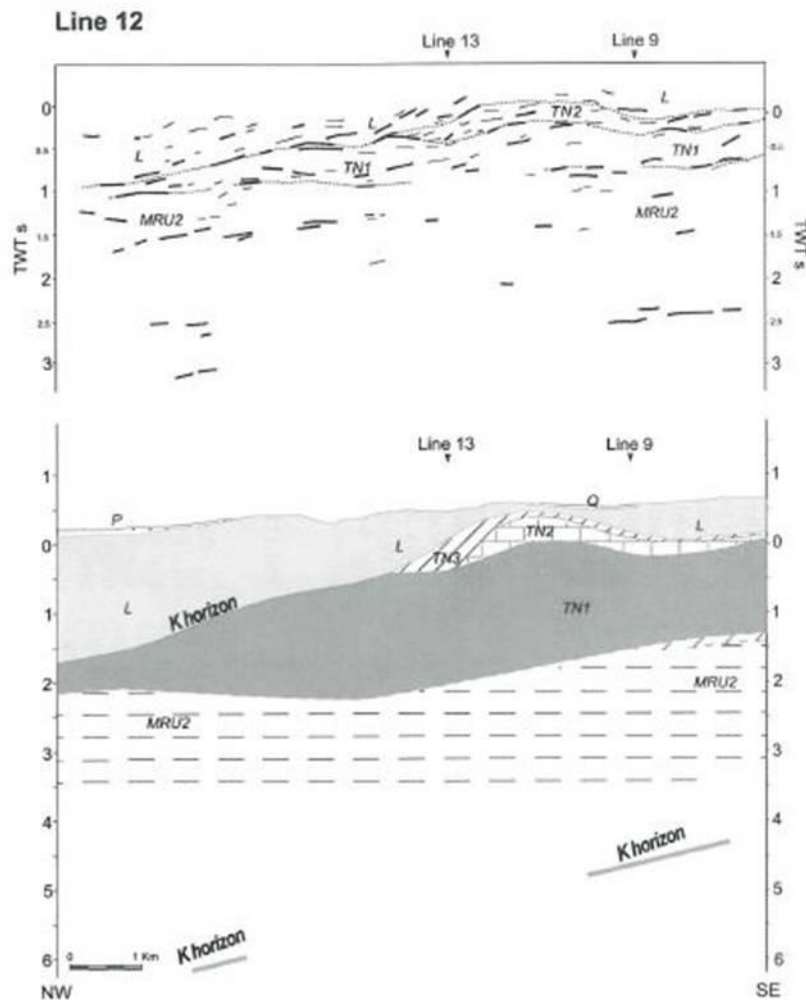 Line 12
Line 13 Line 9
0 L TN2 L 0
0.5 L TN1 TN1 0.5
1 MRU2 MRU2 1
TWT s 1.5 1.5 TWT s
2 2
2.5 2.5
3 3
Line 13 Line 9
1 1
P Q
0 L TN3 TN2 L 0
L K horizon TN1
1 1
2 MRU2 2
MRU2
3 3
4 4
K horizon
5 5
K horizon
6 0 1 Km 6
NW SE